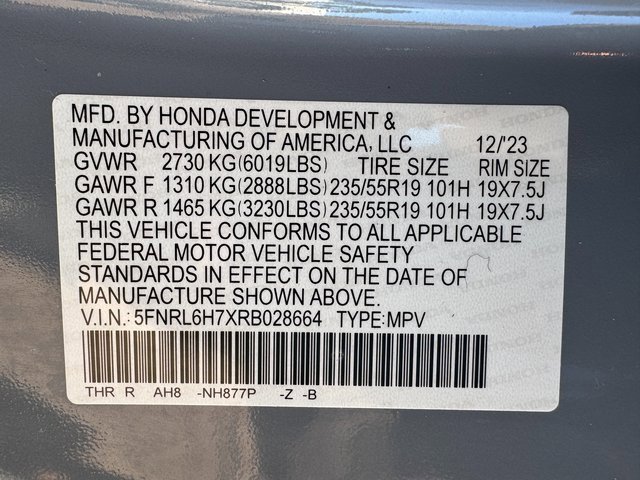 MFD. BY HONDA DEVELOPMENT &
MANUFACTURING OF AMERICA, LLC 12/'23
GVWR 2730 KG(6019LBS) TIRE SIZE RIM SIZE
GAWR F 1310 KG(2888LBS) 235/55R19 101H 19X7.5J
GAWR R 1465 KG(3230LBS) 235/55R19 101H 19X7.5J
THIS VEHICLE CONFORMS TO ALL APPLICABLE
FEDERAL MOTOR VEHICLE SAFETY
STANDARDS IN EFFECT ON THE DATE OF
MANUFACTURE SHOWN ABOVE.
V.I.N.: 5FNRL6H7XRB028664 TYPE:MPV
THR R AH8 -NH877P -Z -B